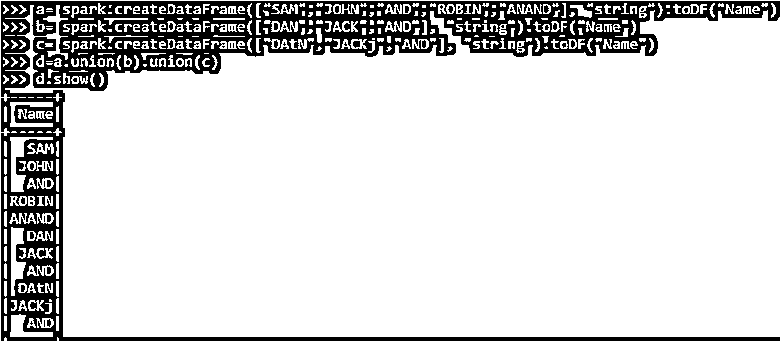 >>> a= spark.createDataFrame(["SAM","JOHN","AND","ROBIN","ANAND"], "string").toDF("Name")
>>> b= spark.createDataFrame(["DAN","JACK","AND"], "string").toDF("Name")
>>> c= spark.createDataFrame(["DAtN","JACKj","AND"], "string").toDF("Name")
>>> d=a.union(b).union(c)
>>> d.show()
+-----+
| Name|
+-----+
|  SAM|
| JOHN|
|  AND|
|ROBIN|
|ANAND|
|  DAN|
| JACK|
|  AND|
| DAtN|
|JACKj|
|  AND|